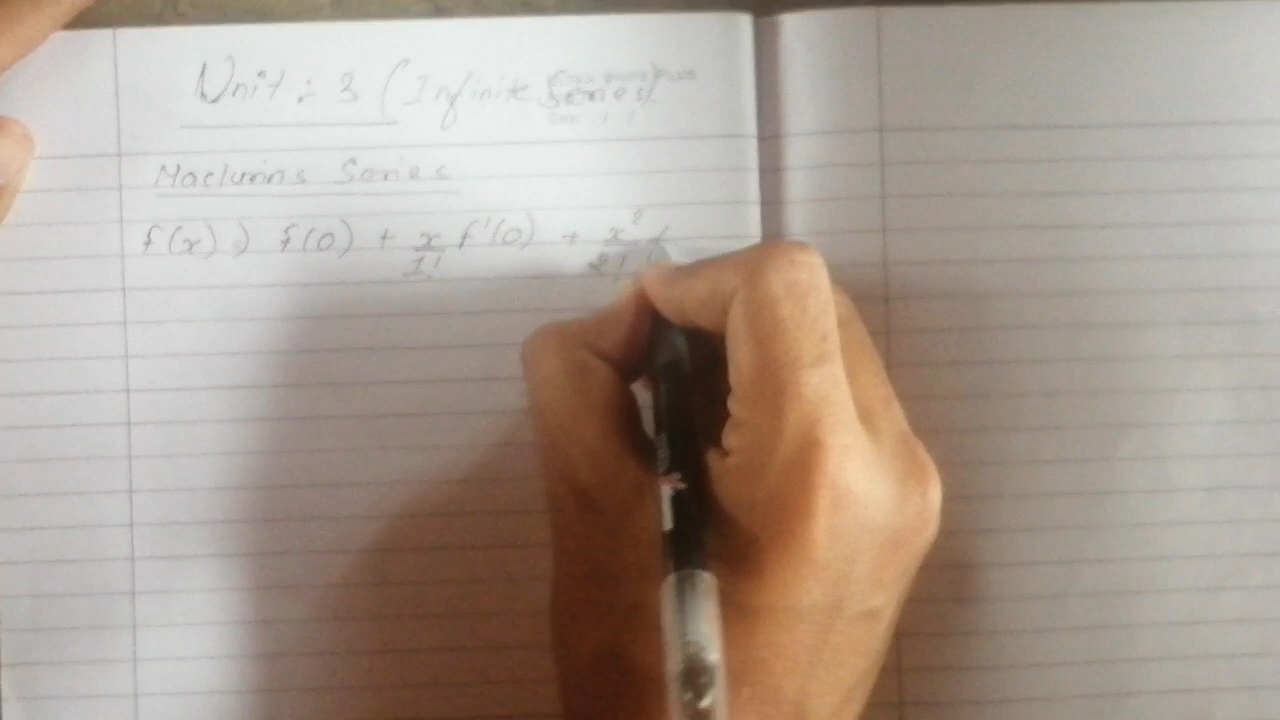 Unit :- 3 (Infinite Series)
Maclurins Series
f(x) = f(0) + x/1! f'(0) + x²/2!